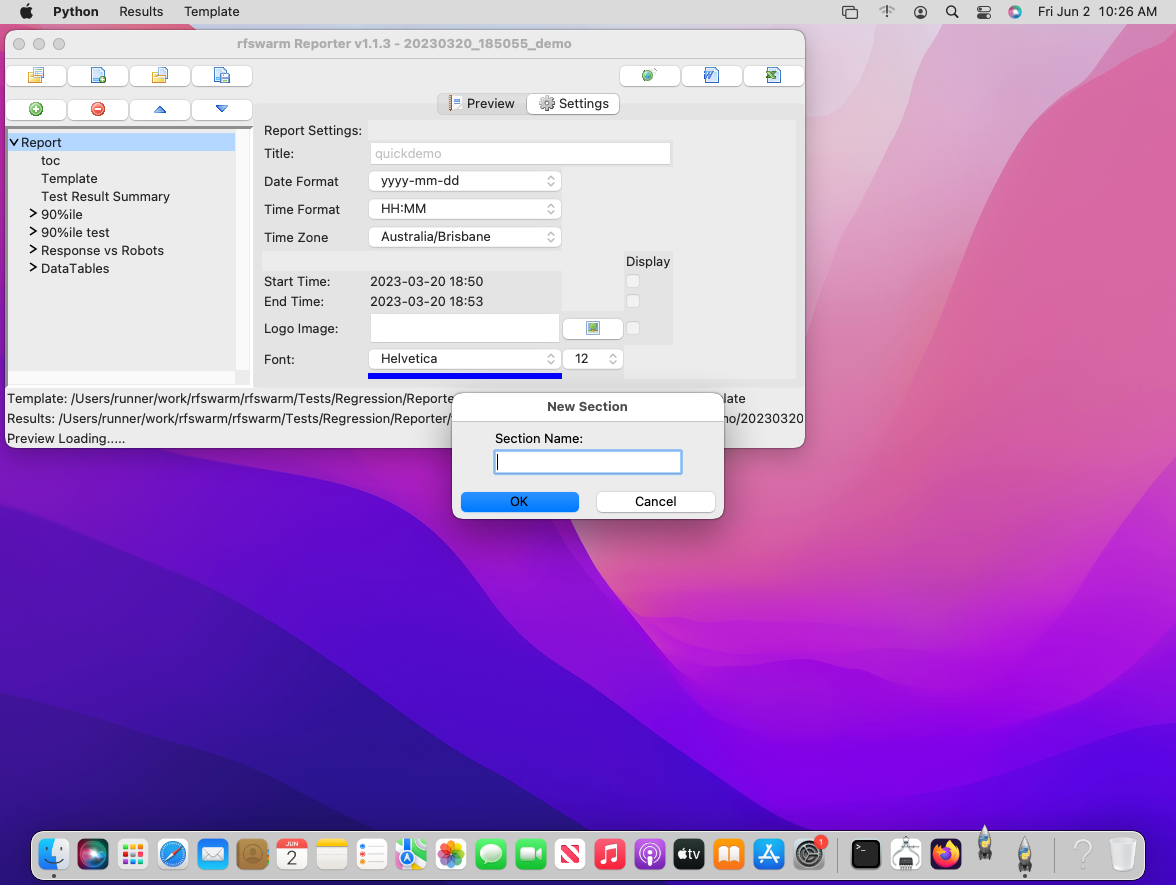 Python Results Template Fri Jun 2 10:26 AM
rfswarm Reporter v1.1.3 - 20230320_185055_demo
Preview Settings
Report
toc
Template
Test Result Summary
90%ile
90%ile test
Response vs Robots
DataTables
Report Settings:
Title: quickdemo
Date Format yyyy-mm-dd
Time Format HH:MM
Time Zone Australia/Brisbane
Display
Start Time: 2023-03-20 18:50
End Time: 2023-03-20 18:53
Logo Image:
Font: Helvetica 12
Template: /Users/runner/work/rfswarm/rfswarm/Tests/Regression/Reporte late
Results: /Users/runner/work/rfswarm/rfswarm/Tests/Regression/Reporter/ no/20230320
Preview Loading.....
New Section
Section Name:
OK Cancel
JUN
2
tv
1